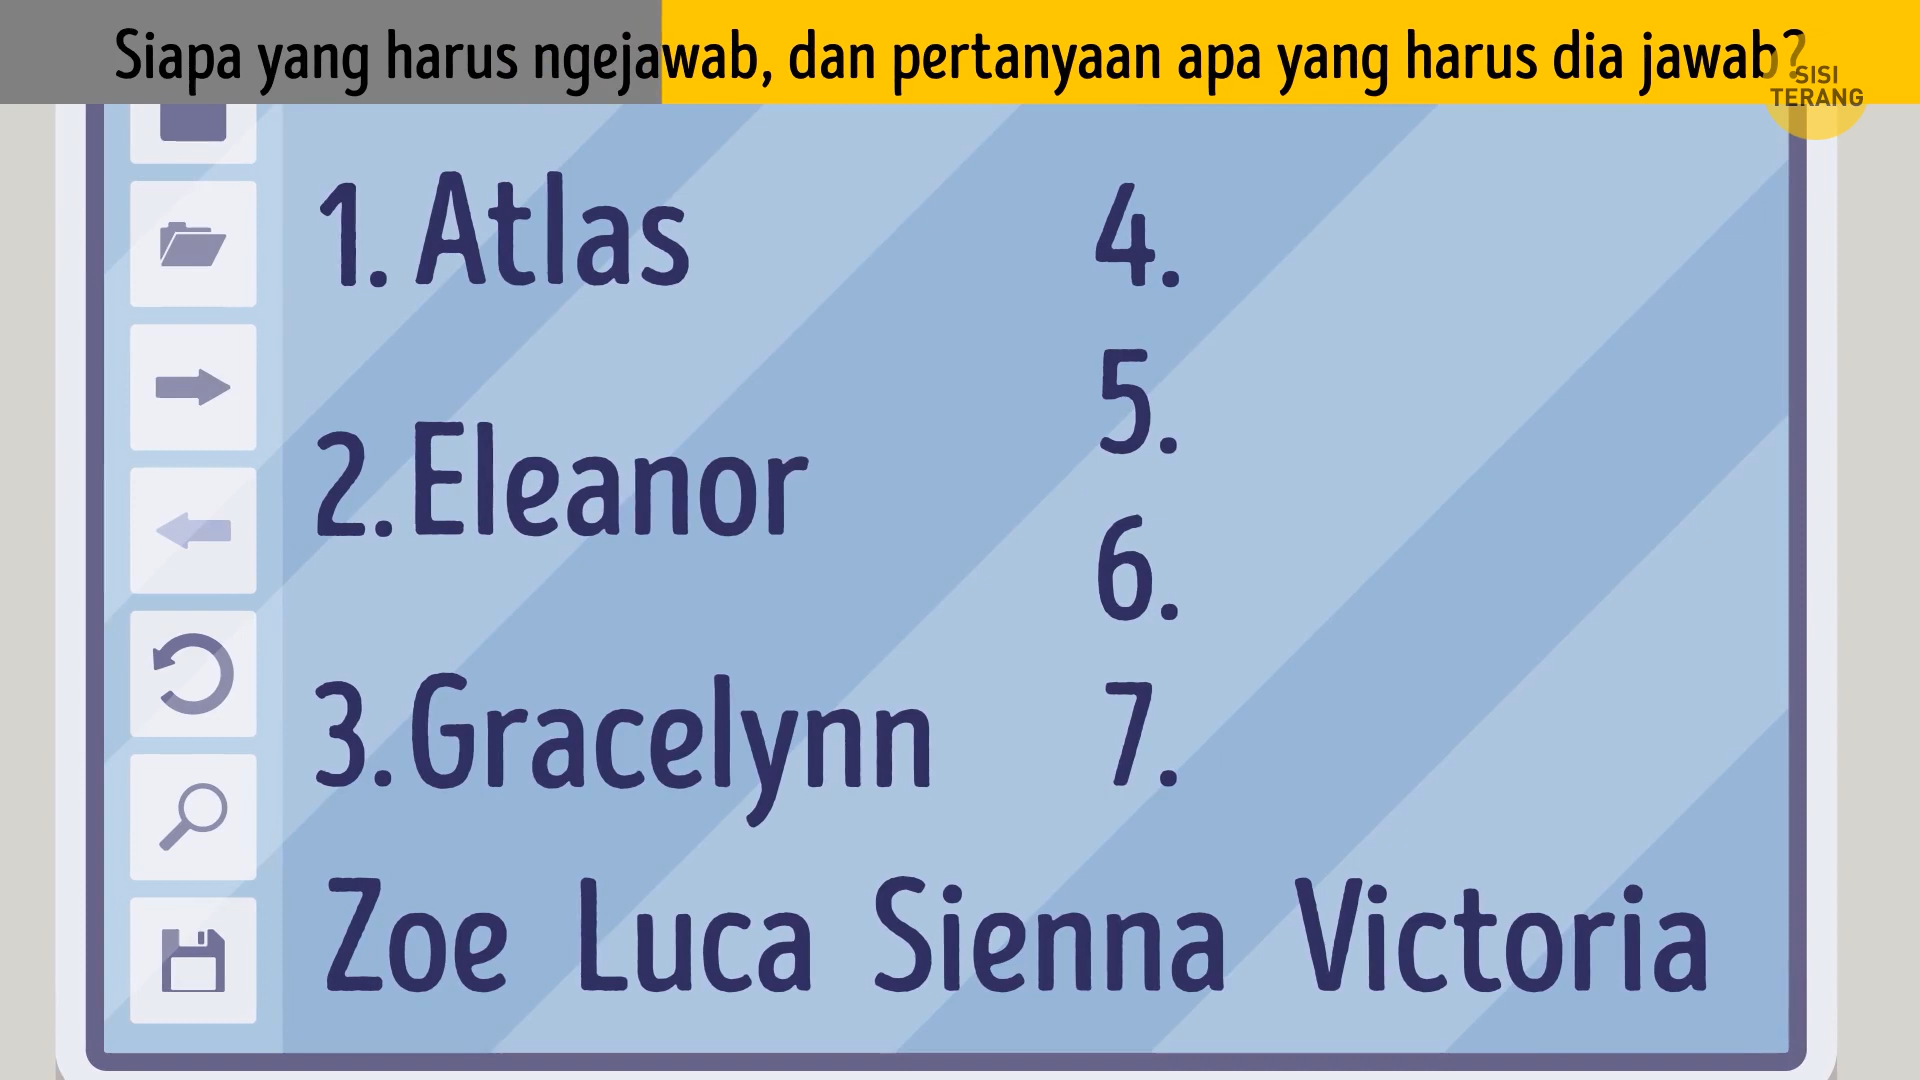 Siapa yang harus ngejawab, dan pertanyaan apa yang harus dia jawab?
SISI
TERANG
1. Atlas
2. Eleanor
3. Gracelynn
4.
5.
6.
7.
Zoe Luca Sienna Victoria